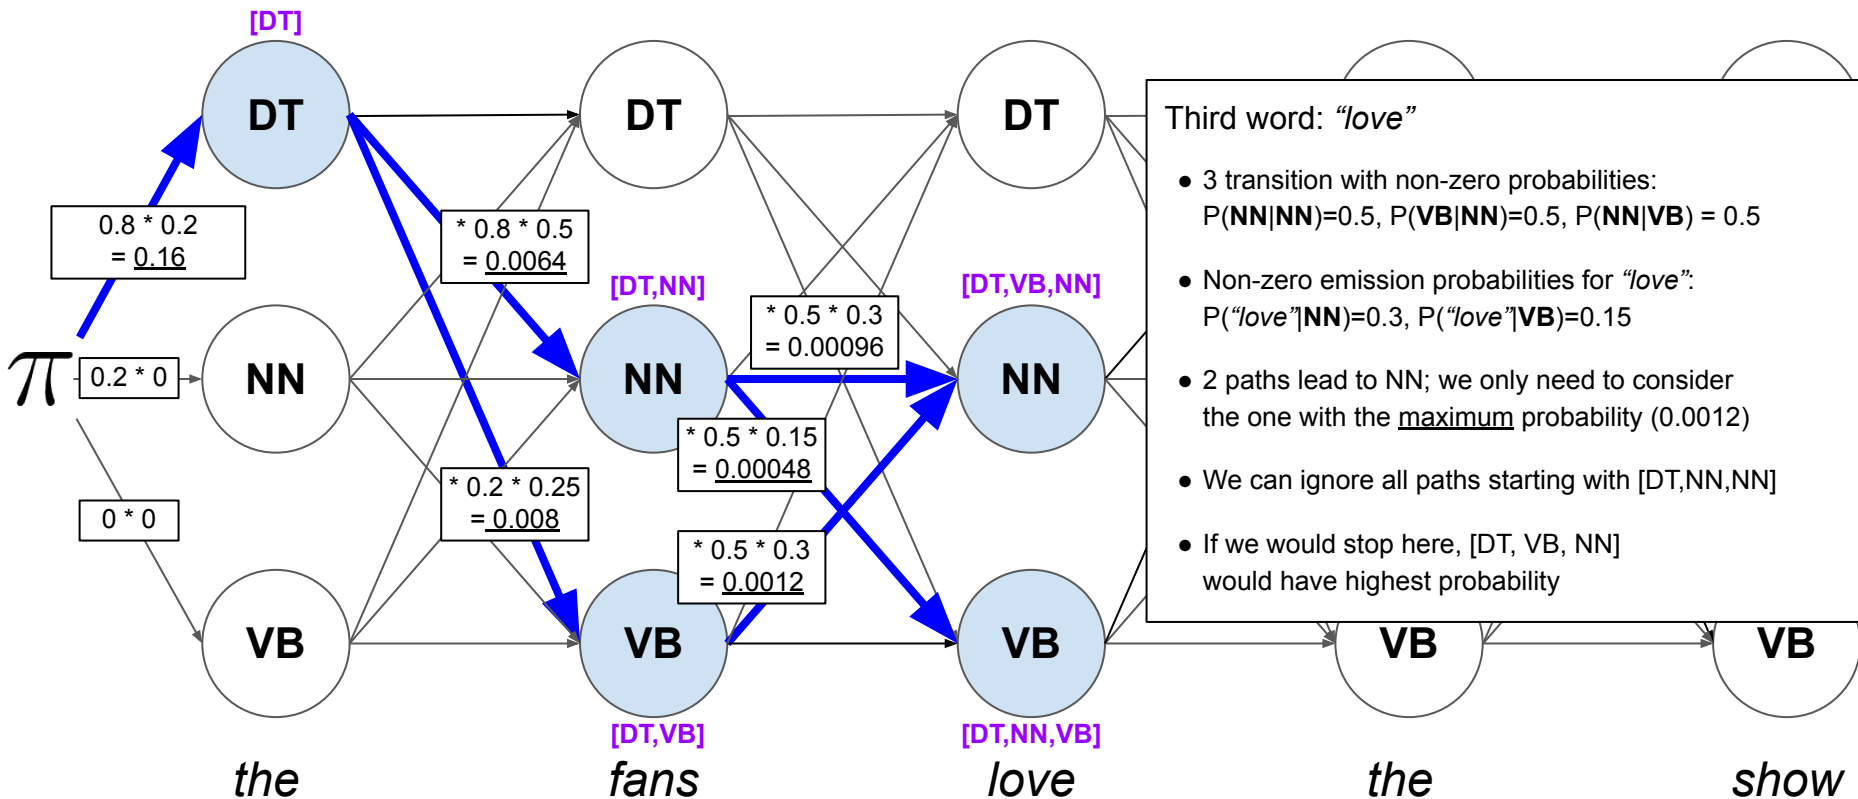 [DT]
DT
DT
DT
0.8 * 0.2
= 0.16
* 0.8 * 0.5
= 0.0064
[DT,NN]
[DT,VB,NN]
* 0.5 * 0.3
= 0.00096
π
0.2 * 0
NN
NN
NN
* 0.5 * 0.15
= 0.00048
* 0.2 * 0.25
= 0.008
0 * 0
* 0.5 * 0.3
= 0.0012
VB
VB
VB
VB
VB
[DT,VB]
[DT,NN,VB]
the
fans
love
the
show
Third word: “love”
● 3 transition with non-zero probabilities:
P(NN|NN)=0.5, P(VB|NN)=0.5, P(NN|VB) = 0.5
● Non-zero emission probabilities for “love”:
P(“love”|NN)=0.3, P(“love”|VB)=0.15
● 2 paths lead to NN; we only need to consider
the one with the maximum probability (0.0012)
● We can ignore all paths starting with [DT,NN,NN]
● If we would stop here, [DT, VB, NN]
would have highest probability